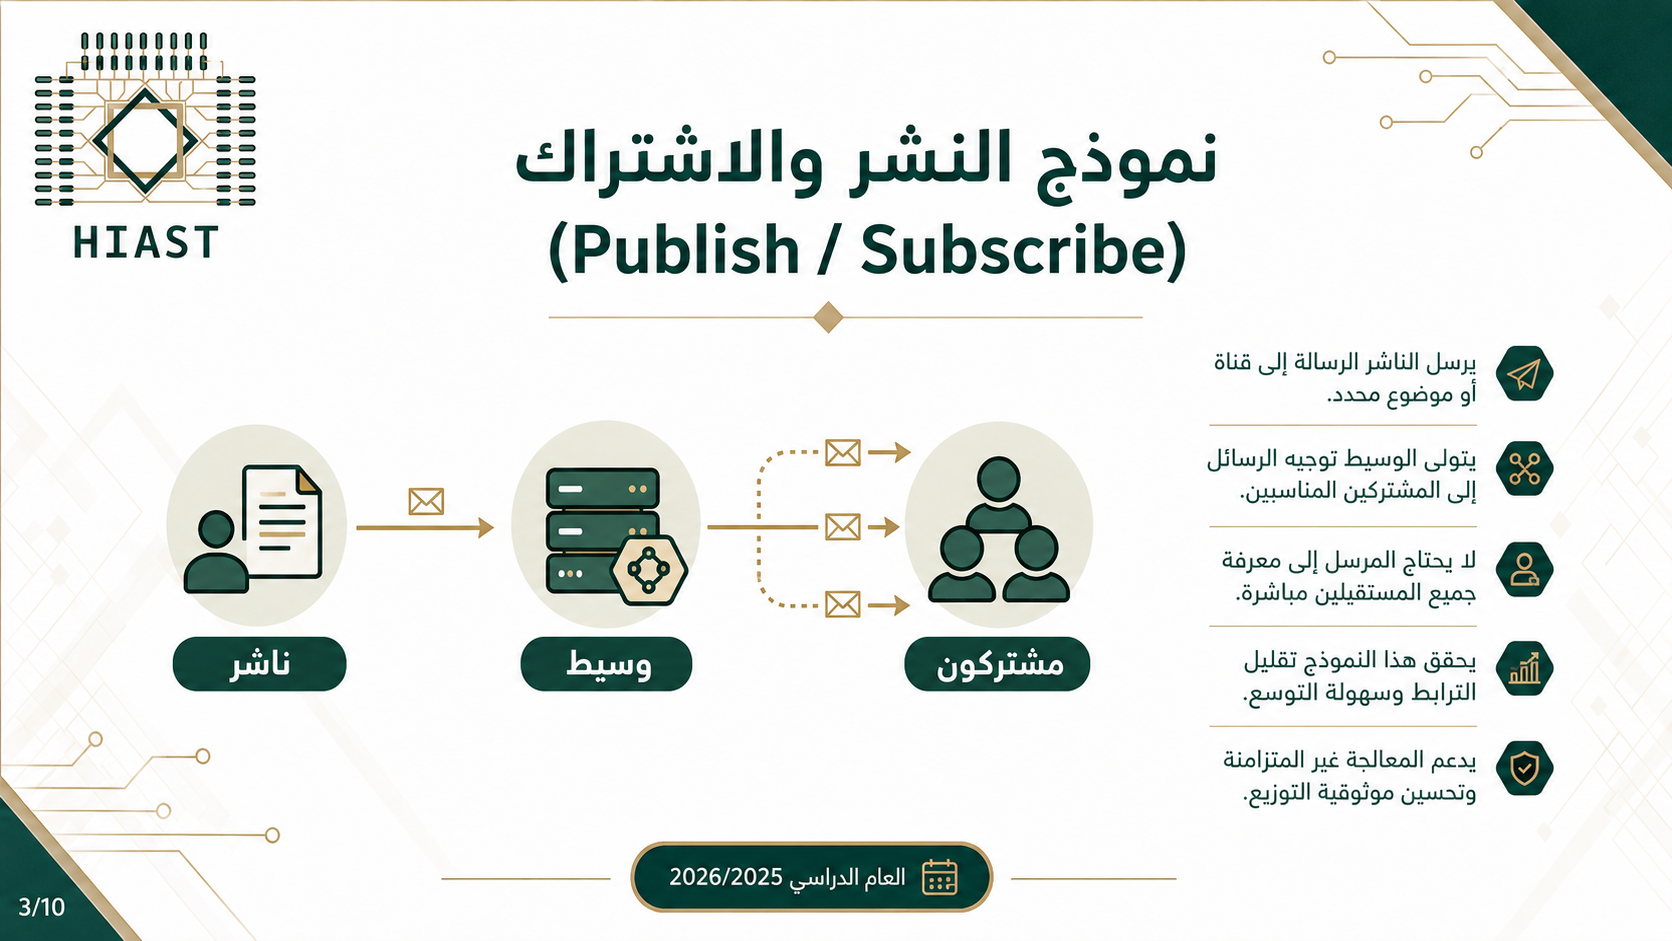 HIAST
نموذج النشر والاشتراك
(Publish / Subscribe)
يرسل الناشر الرسالة إلى قناة
أو موضوع محدد.
يتولى الوسيط توجيه الرسائل
إلى المشتركين المناسبين.
لا يحتاج المرسل إلى معرفة
جميع المستقيلين مباشرة.
يحقق هذا النموذج تقليل
الترابط وسهولة التوسع.
يدعم المعالجة غير المتزامنة
وتحسين موثوقية التوزيع.
ناشر
وسيط
مشتركون
العام الدراسي 2026/2025
3/10